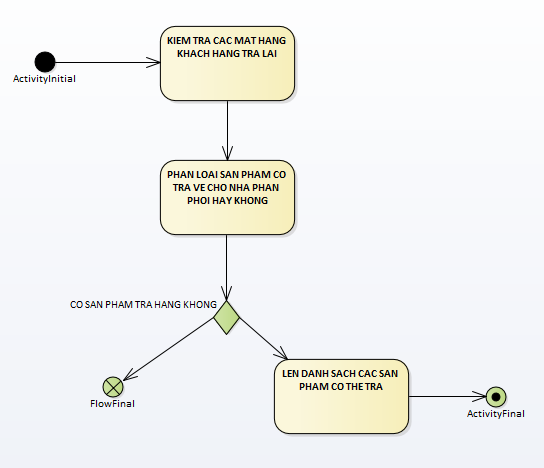 KIEM TRA CAC MAT HANG
KHACH HANG TRA LAI
ActivityInitial
PHAN LOAI SAN PHAM CO
TRA VE CHO NHA PHAN
PHOI HAY KHONG
CO SAN PHAM TRA HANG KHONG
LEN DANH SACH CAC SAN
PHAM CO THE TRA
FlowFinal
ActivityFinal